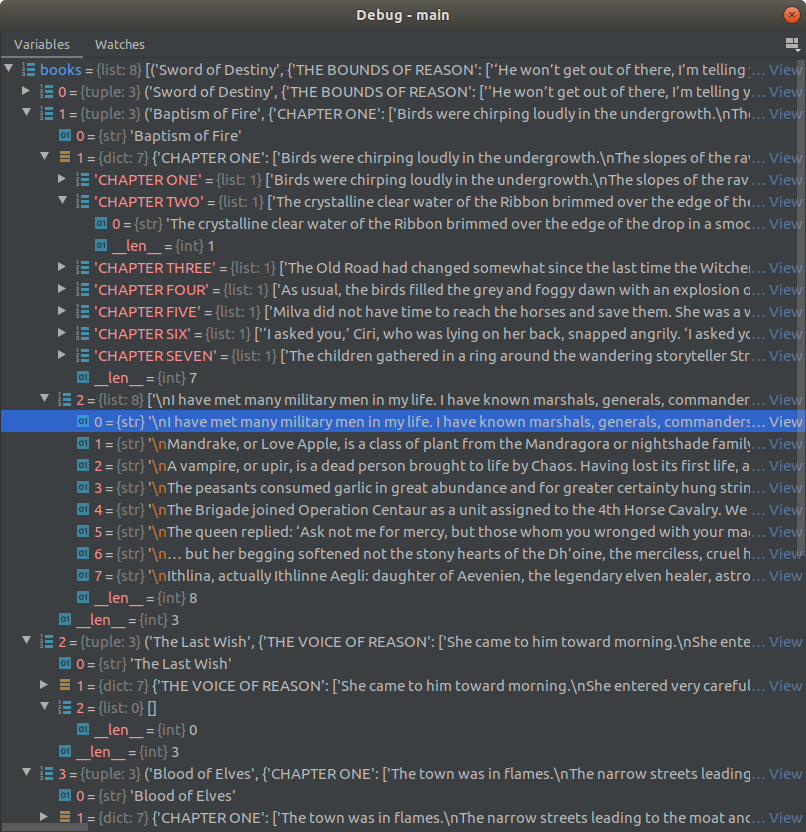 Debug - main
Variables Watches
books = {list: 8} [('Sword of Destiny', {'THE BOUNDS OF REASON': ['‘He won’t get out of there, I’m telling ... View
0 = {tuple: 3} ('Sword of Destiny', {'THE BOUNDS OF REASON': ['‘He won’t get out of there, I’m telling y... View
1 = {tuple: 3} ('Baptism of Fire', {'CHAPTER ONE': ['Birds were chirping loudly in the undergrowth.\nThe... View
0 = {str} 'Baptism of Fire'
1 = {dict: 7} {'CHAPTER ONE': ['Birds were chirping loudly in the undergrowth.\nThe slopes of the rav... View
'CHAPTER ONE' = {list: 1} ['Birds were chirping loudly in the undergrowth.\nThe slopes of the rav... View
'CHAPTER TWO' = {list: 1} ['The crystalline clear water of the Ribbon brimmed over the edge of the... View
0 = {str} 'The crystalline clear water of the Ribbon brimmed over the edge of the drop in a smoc... View
__len__ = {int} 1
'CHAPTER THREE' = {list: 1} ['The Old Road had changed somewhat since the last time the Witcher... View
'CHAPTER FOUR' = {list: 1} ['As usual, the birds filled the grey and foggy dawn with an explosion o... View
'CHAPTER FIVE' = {list: 1} ['Milva did not have time to reach the horses and save them. She was a v... View
'CHAPTER SIX' = {list: 1} ['‘I asked you,’ Ciri, who was lying on her back, snapped angrily. ‘I asked yo... View
'CHAPTER SEVEN' = {list: 1} ['The children gathered in a ring around the wandering storyteller Str... View
__len__ = {int} 7
2 = {list: 8} ['\nI have met many military men in my life. I have known marshals, generals, commander... View
0 = {str} '\nI have met many military men in my life. I have known marshals, generals, commanders... View
1 = {str} '\nMandrake, or Love Apple, is a class of plant from the Mandragora or nightshade family... View
2 = {str} '\nA vampire, or upir, is a dead person brought to life by Chaos. Having lost its first life, a... View
3 = {str} '\nThe peasants consumed garlic in great abundance and for greater certainty hung strin... View
4 = {str} '\nThe Brigade joined Operation Centaur as a unit assigned to the 4th Horse Cavalry. We ... View
5 = {str} '\nThe queen replied: ‘Ask not me for mercy, but those whom you wronged with your mag... View
6 = {str} '\n… but her begging softened not the stony hearts of the Dh’oine, the merciless, cruel h... View
7 = {str} '\nIthlina, actually Ithlinne Aegli: daughter of Aevenien, the legendary elven healer, astro... View
__len__ = {int} 8
__len__ = {int} 3
2 = {tuple: 3} ('The Last Wish', {'THE VOICE OF REASON': ['She came to him toward morning.\nShe ente... View
0 = {str} 'The Last Wish'
1 = {dict: 7} {'THE VOICE OF REASON': ['She came to him toward morning.\nShe entered very careful... View
2 = {list: 0} []
__len__ = {int} 0
__len__ = {int} 3
3 = {tuple: 3} ('Blood of Elves', {'CHAPTER ONE': ['The town was in flames.\nThe narrow streets leading... View
0 = {str} 'Blood of Elves'
1 = {dict: 7} {'CHAPTER ONE': ['The town was in flames.\nThe narrow streets leading to the moat and... View